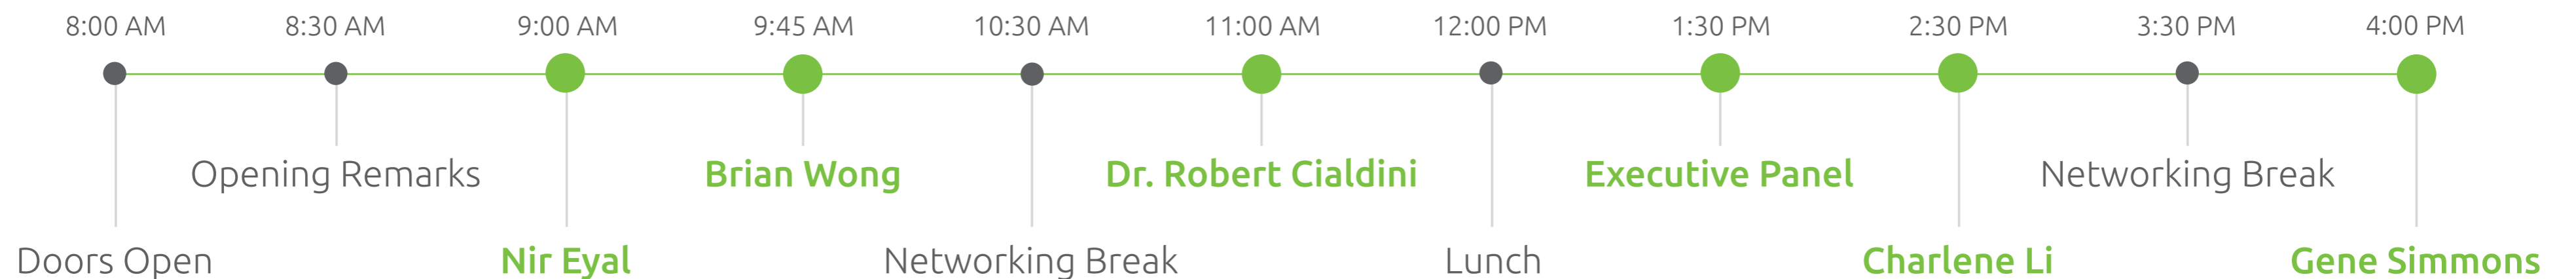 8:00 AM 8:30 AM 9:00 AM 9:45 AM 10:30 AM 11:00 AM 12:00 PM 1:30 PM 2:30 PM 3:30 PM 4:00 PM
Opening Remarks Brian Wong Dr. Robert Cialdini Executive Panel Networking Break
Doors Open Nir Eyal Networking Break Lunch Charlene Li Gene Simmons